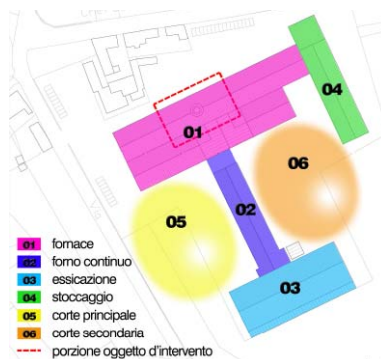 04
01
06
05
02
03
01 fornace
02 forno continuo
03 essicazione
04 stoccaggio
05 corte principale
06 corte secondaria
porzione oggetto d'intervento